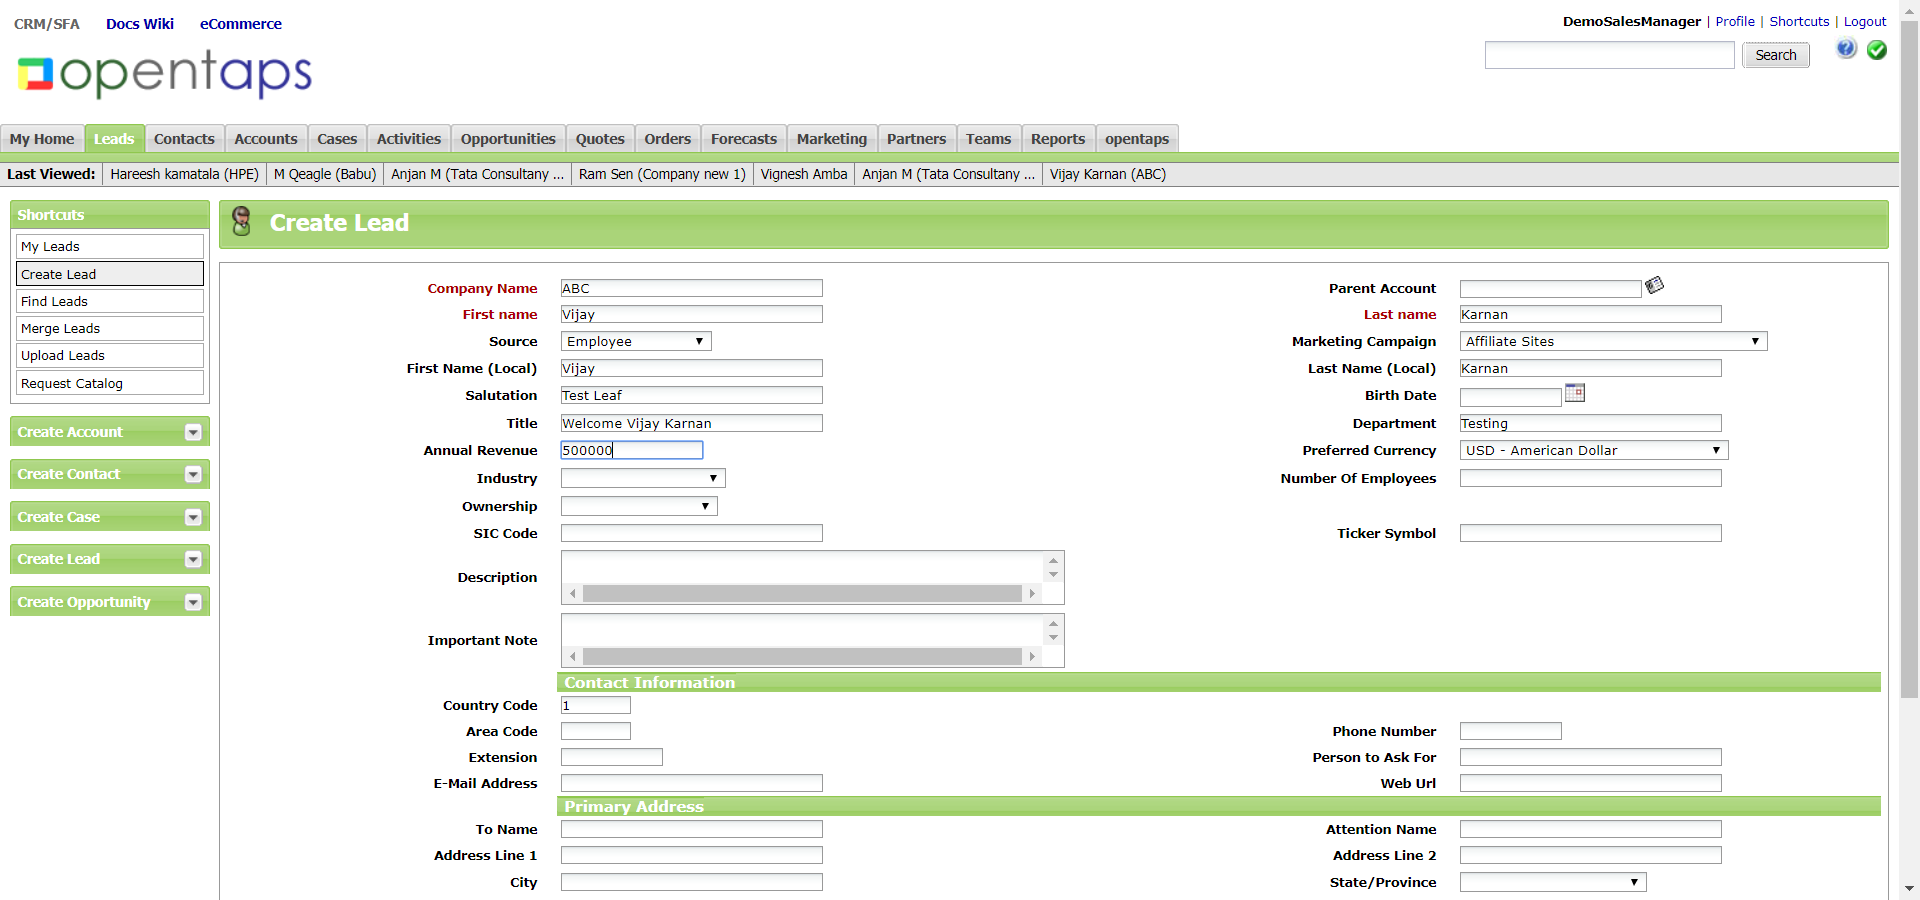 CRM/SFA Docs Wiki eCommerce
DemoSalesManager | Profile | Shortcuts | Logout
opentaps
Search
My Home Leads Contacts Accounts Cases Activities Opportunities Quotes Orders Forecasts Marketing Partners Teams Reports opentaps
Last Viewed: Hareesh kamatala (HPE) M Qeagle (Babu) Anjan M (Tata Consultany ... Ram Sen (Company new 1) Vignesh Amba Anjan M (Tata Consultany ... Vijay Karnan (ABC)
Shortcuts
My Leads
Create Lead
Find Leads
Merge Leads
Upload Leads
Request Catalog
Create Account
Create Contact
Create Case
Create Lead
Create Opportunity
Create Lead
Company Name ABC Parent Account
First name Vijay Last name Karnan
Source Employee Marketing Campaign Affiliate Sites
First Name (Local) Vijay Last Name (Local) Karnan
Salutation Test Leaf Birth Date
Title Welcome Vijay Karnan Department Testing
Annual Revenue 500000 Preferred Currency USD - American Dollar
Industry Number Of Employees
Ownership
SIC Code Ticker Symbol
Description
Important Note
Contact Information
Country Code 1
Area Code Phone Number
Extension Person to Ask For
E-Mail Address Web Url
Primary Address
To Name Attention Name
Address Line 1 Address Line 2
City State/Province